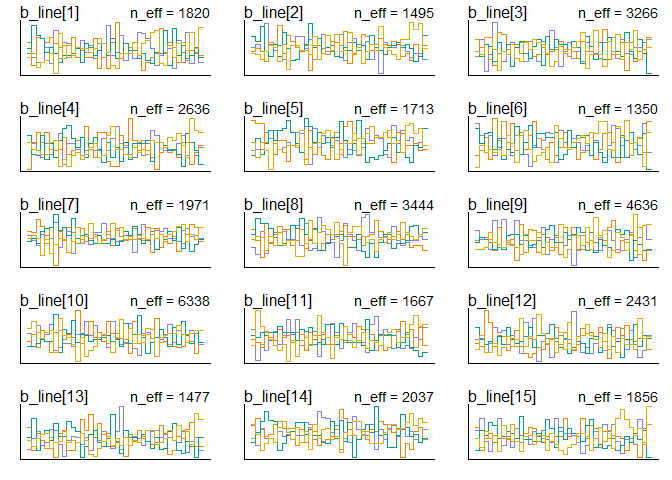 b_line[1] n_eff = 1820 b_line[2] n_eff = 1495 b_line[3] n_eff = 3266
b_line[4] n_eff = 2636 b_line[5] n_eff = 1713 b_line[6] n_eff = 1350
b_line[7] n_eff = 1971 b_line[8] n_eff = 3444 b_line[9] n_eff = 4636
b_line[10] n_eff = 6338 b_line[11] n_eff = 1667 b_line[12] n_eff = 2431
b_line[13] n_eff = 1477 b_line[14] n_eff = 2037 b_line[15] n_eff = 1856